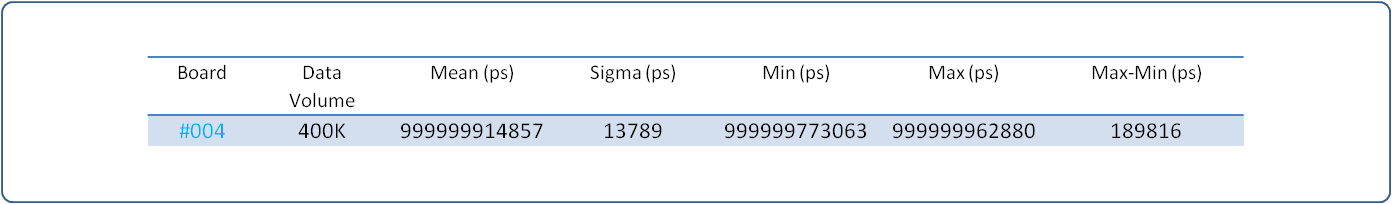 Board Data Mean (ps) Sigma (ps) Min (ps) Max (ps) Max-Min (ps)
Volume
#004 400K 999999914857 13789 999999773063 999999962880 189816